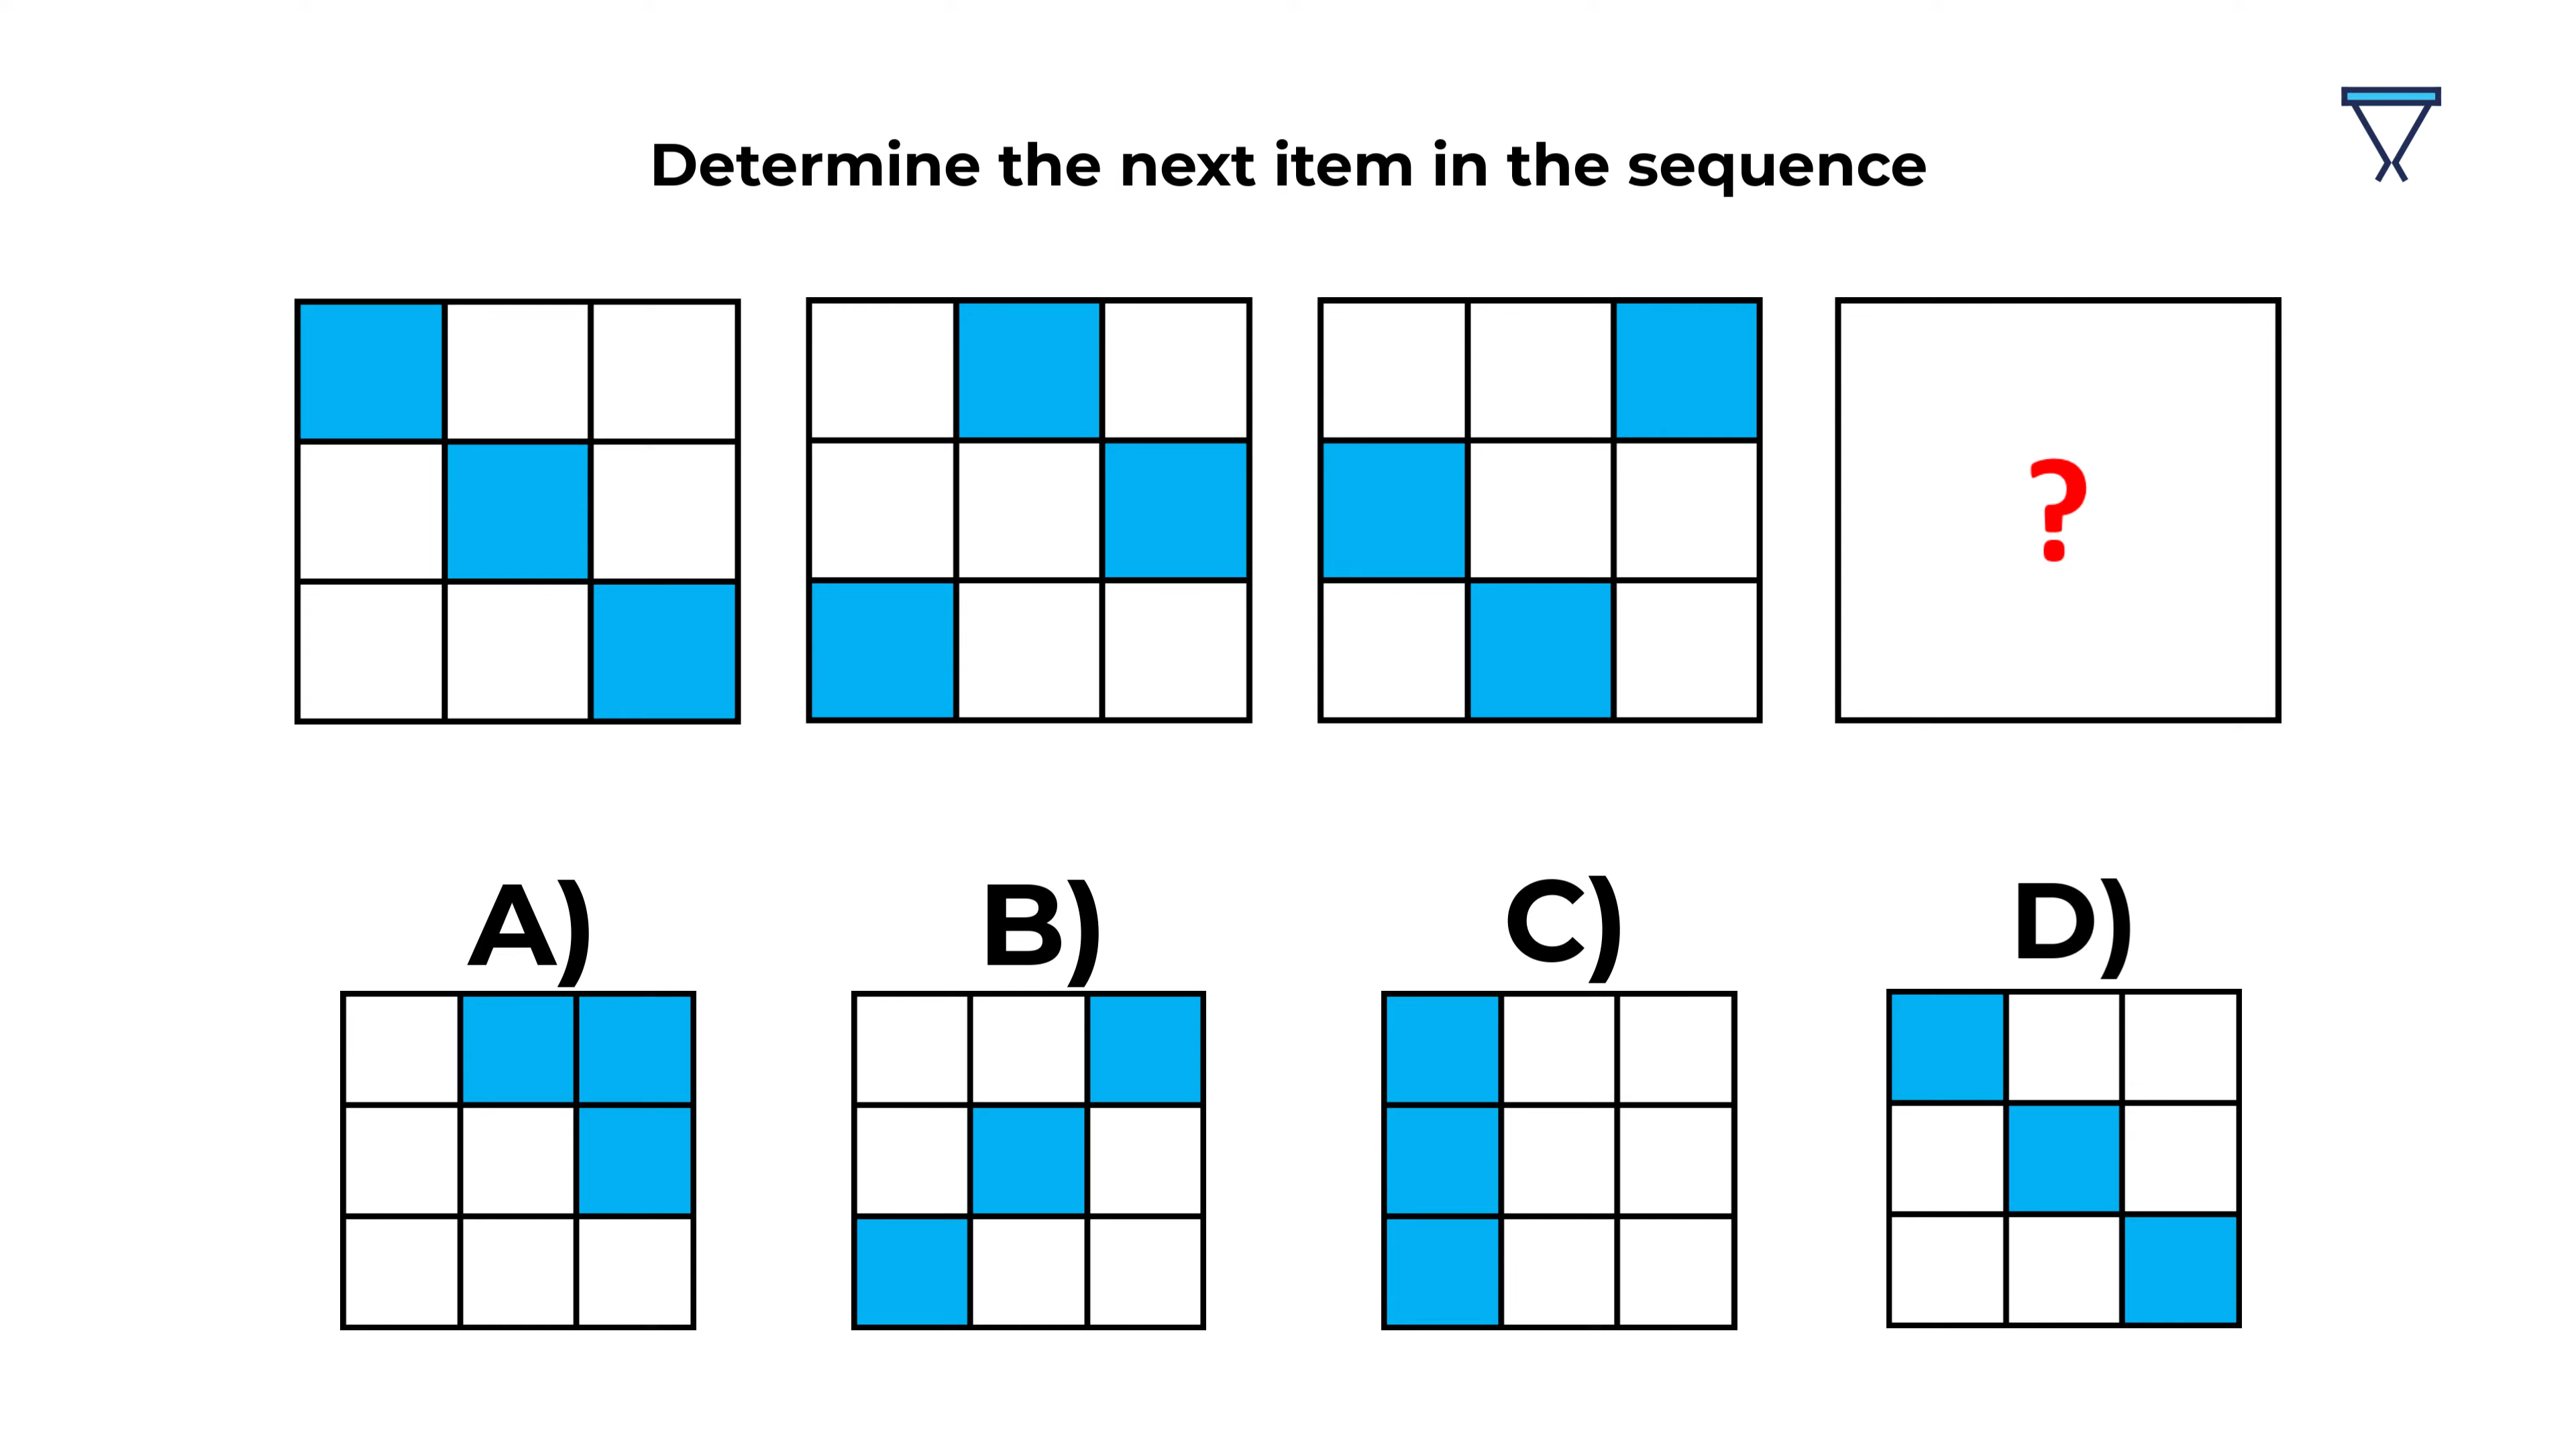 Determine the next item in the sequence
?
A) B) C) D)